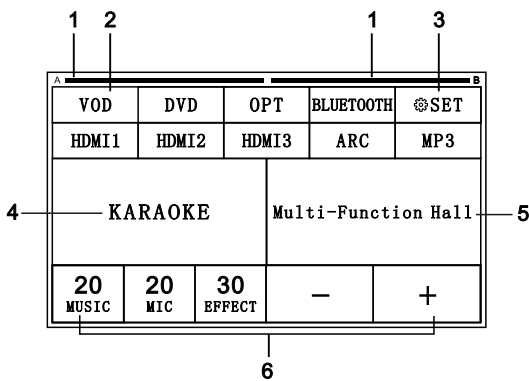 1 1
2 3
A B
VOD DVD OPT BLUETOOTH SET
HDMI1 HDMI2 HDMI3 ARC MP3
4 KARAOKE Multi-Function Hall 5
20 20 30 − +
MUSIC MIC EFFECT
6